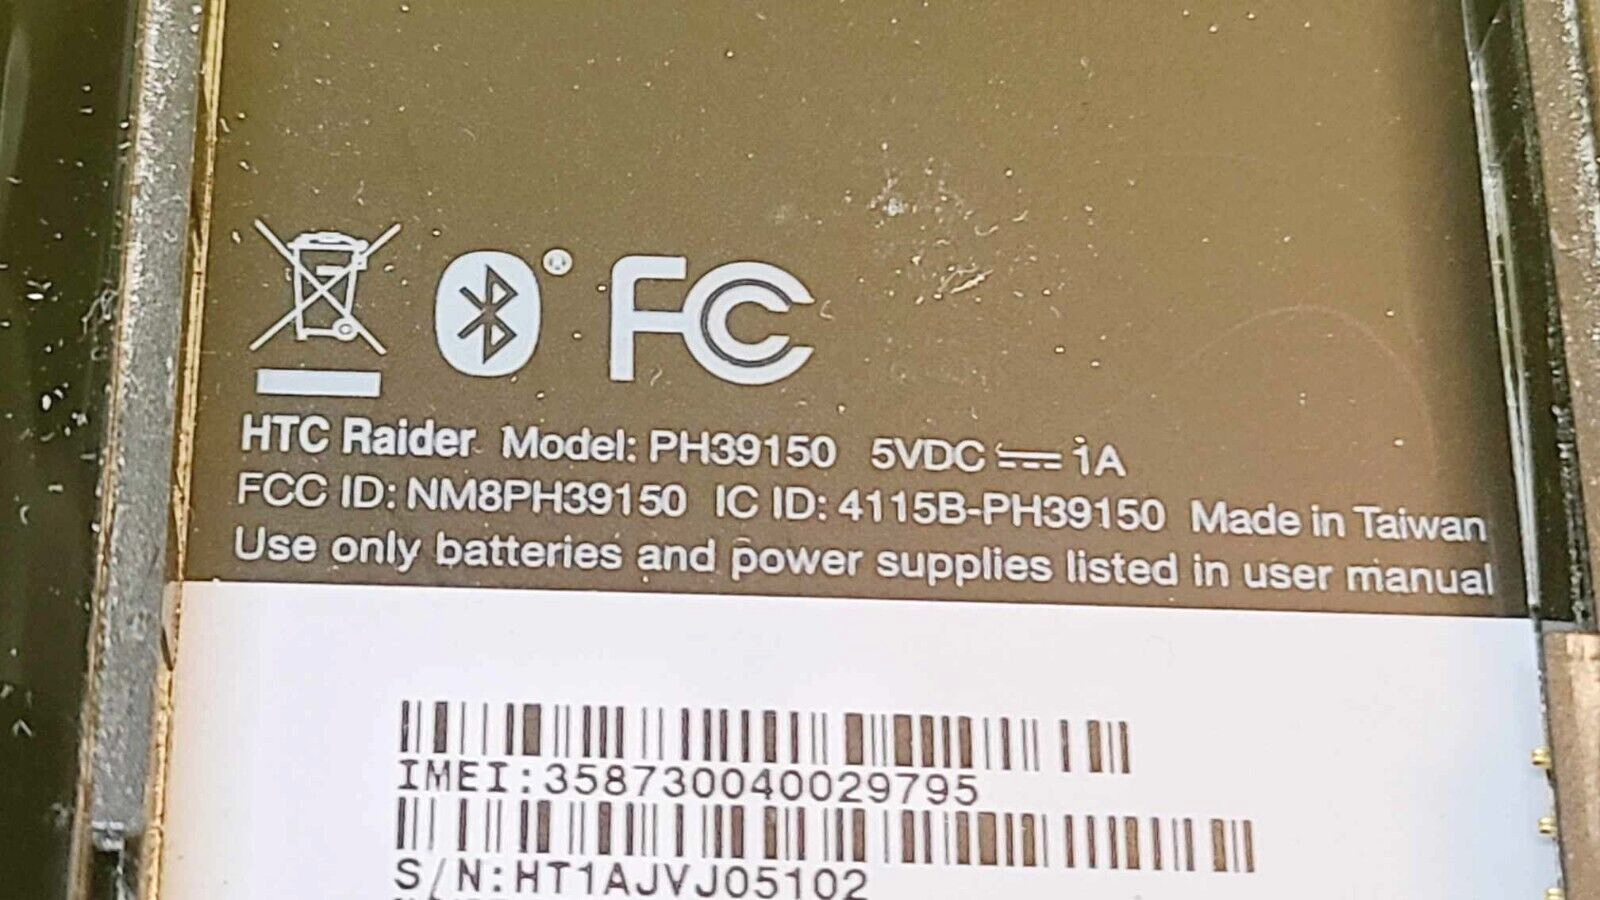 FC
HTC Raider Model: PH39150 5VDC ⎓ 1A
FCC ID: NM8PH39150 IC ID: 4115B-PH39150 Made in Taiwan
Use only batteries and power supplies listed in user manual
IMEI:358730040029795
S/N:HT1AJVJ05102